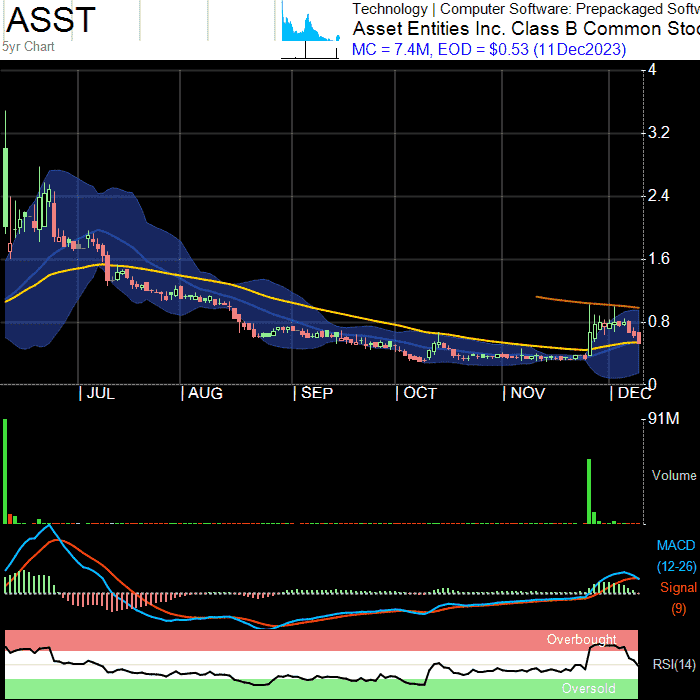 ASST
5yr Chart
Technology | Computer Software: Prepackaged Softw
Asset Entities Inc. Class B Common Stoc
MC = 7.4M, EOD = $0.53 (11Dec2023)
4
3.2
2.4
1.6
0.8
0
JUL
AUG
SEP
OCT
NOV
DEC
91M
Volume
MACD
(12-26)
Signal
(9)
Overbought
RSI(14)
Oversold